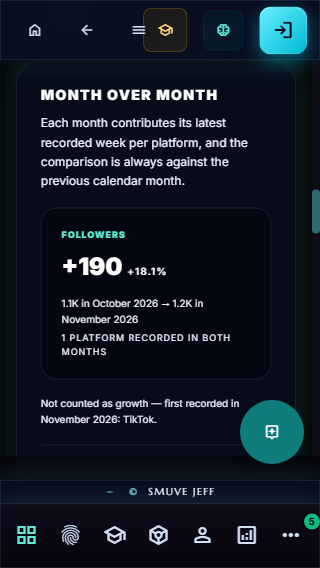 MONTH OVER MONTH
Each month contributes its latest
recorded week per platform, and the
comparison is always against the
previous calendar month.
FOLLOWERS
+190 +18.1%
1.1K in October 2026 → 1.2K in
November 2026
1 PLATFORM RECORDED IN BOTH
MONTHS
Not counted as growth — first recorded in
November 2026: TikTok.
– © SMUVE JEFF
5